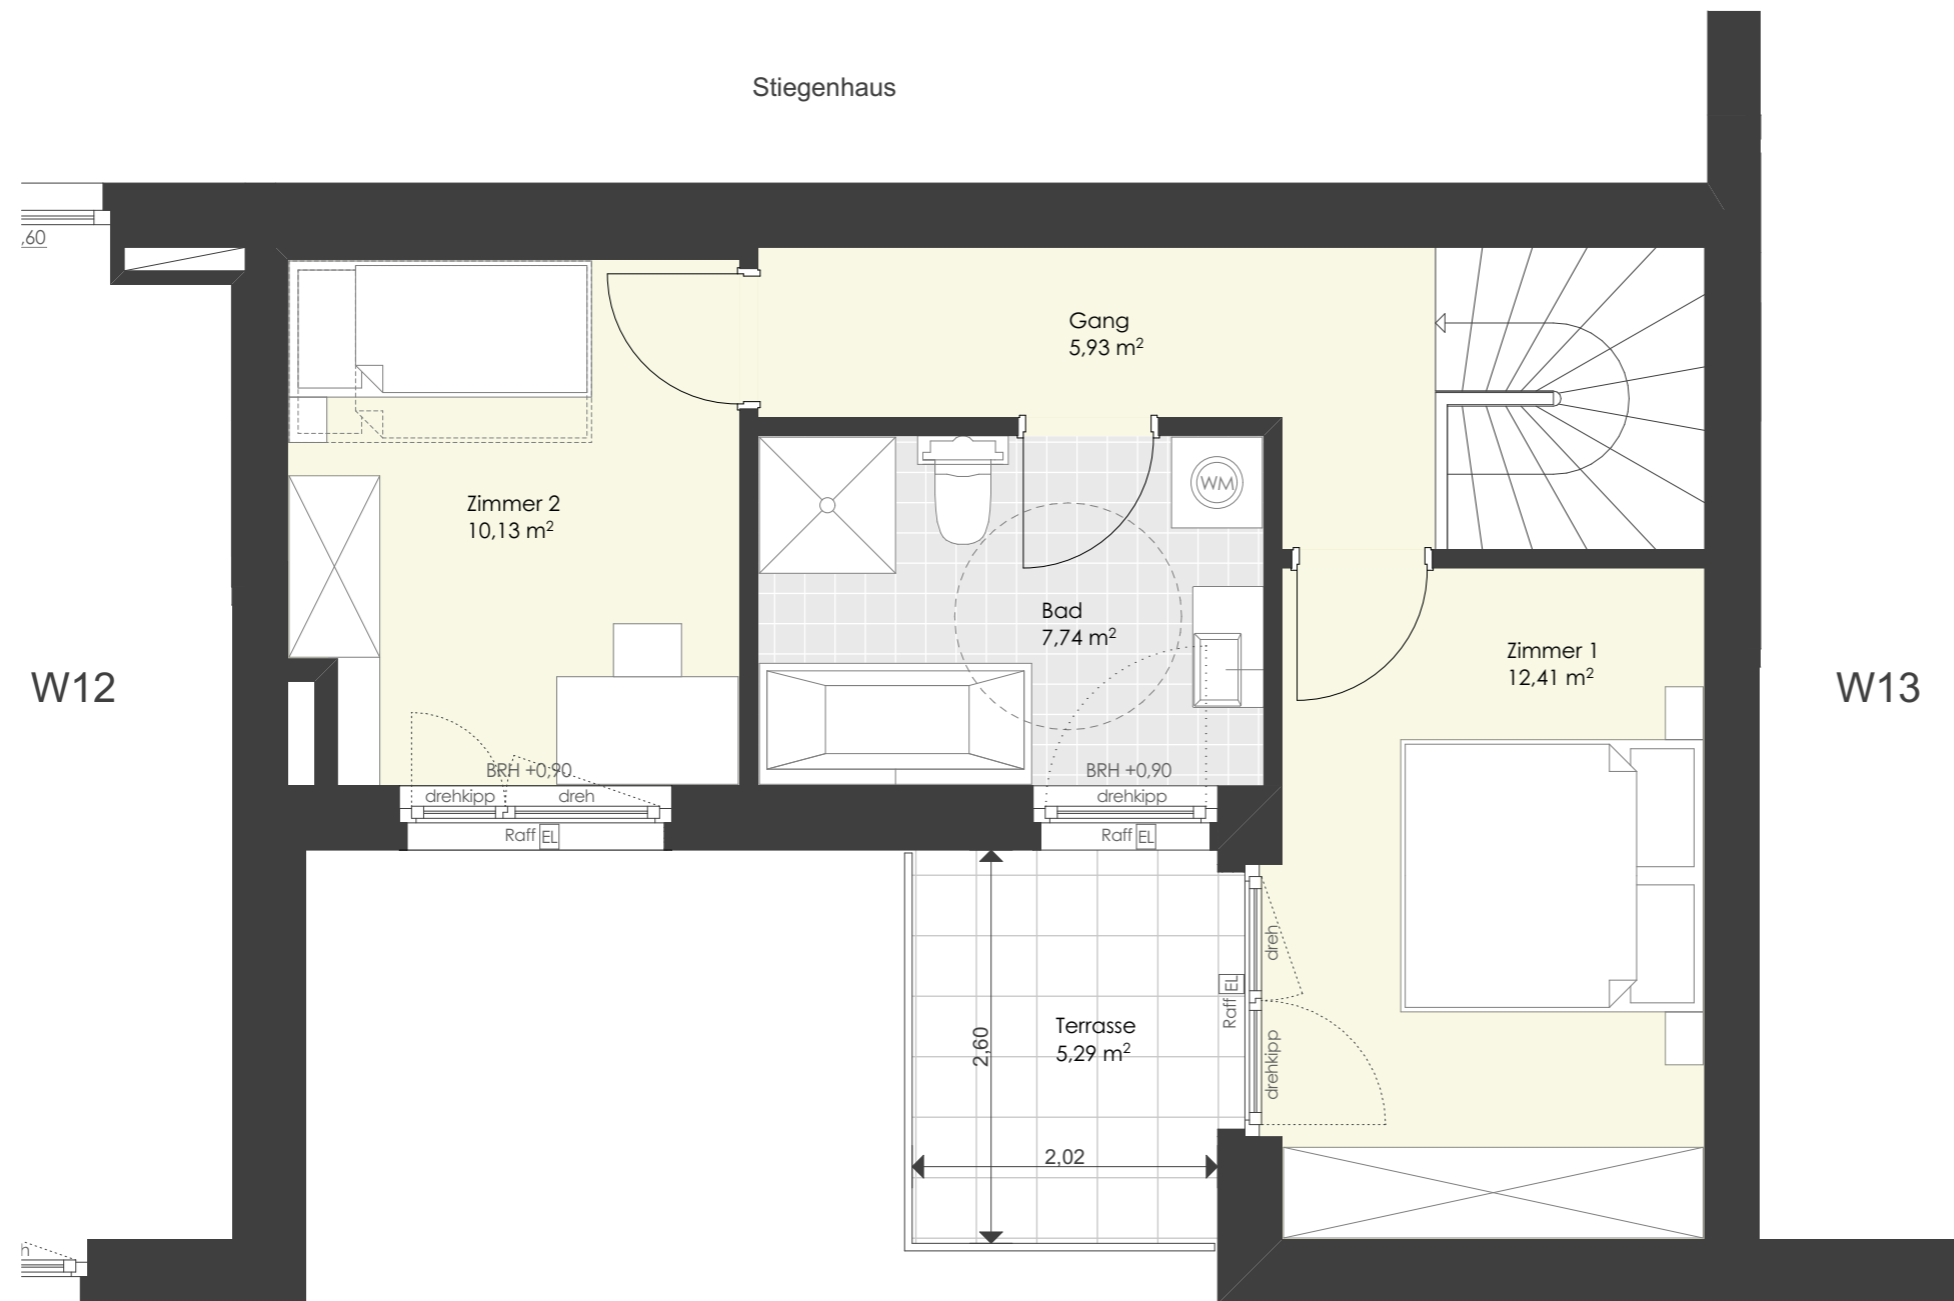 Stiegenhaus
,60
Gang
5,93 m²
Zimmer 2
10,13 m²
WM
Bad
7,74 m²
Zimmer 1
12,41 m²
W12
W13
BRH +0,90
drehkipp
dreh
Raff EL
BRH +0,90
drehkipp
Raff EL
dreh
Raff EL
drehkipp
Terrasse
5,29 m²
2,60
2,02
h